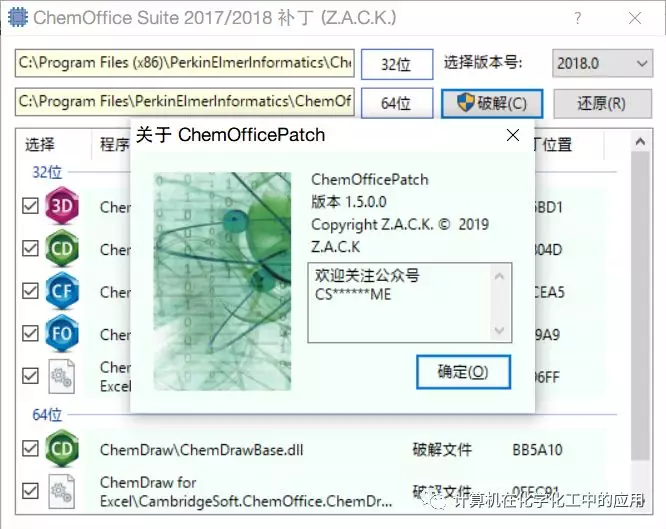 ChemOffice Suite 2017/2018 补丁 (Z.A.C.K.)
C:\Program Files (x86)\PerkinElmerInformatics\Che
32位
选择版本号:
2018.0
C:\Program Files\PerkinElmerInformatics\ChemOf
64位
破解(C)
还原(R)
选择
程序
丁位置
32位
3D
Chem
6BD1
CD
Chem
804D
CF
Chem
CEA5
FO
Chem
9A9
Chem
Excel
06FF
关于 ChemOfficePatch
ChemOfficePatch
版本 1.5.0.0
Copyright Z.A.C.K. © 2019
Z.A.C.K
欢迎关注公众号
CS******ME
确定(O)
64位
CD
ChemDraw\ChemDrawBase.dll
破解文件
BB5A10
ChemDraw for
Excel\CambridgeSoft.ChemOffice.ChemDr...
破解文件
0FEC91
计算机在化学化工中的应用